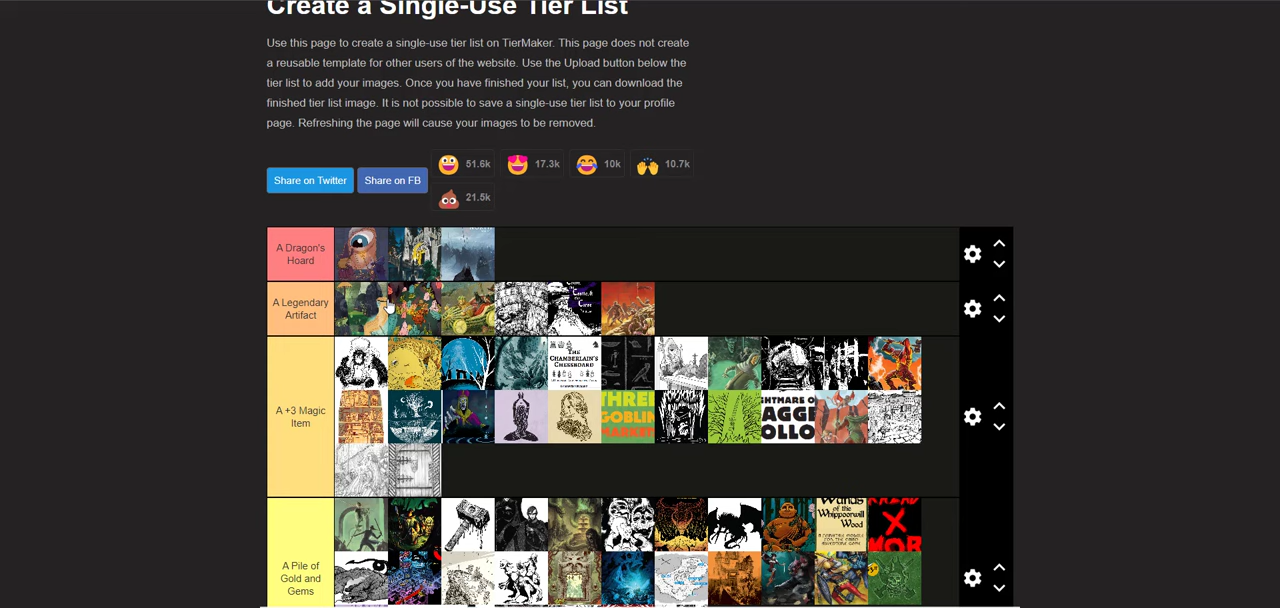 Create a Single-Use Tier List
Use this page to create a single-use tier list on TierMaker. This page does not create
a reusable template for other users of the website. Use the Upload button below the
tier list to add your images. Once you have finished your list, you can download the
finished tier list image. It is not possible to save a single-use tier list to your profile
page. Refreshing the page will cause your images to be removed.
51.6k
17.3k
10k
10.7k
Share on Twitter
Share on FB
21.5k
A Dragon's
Hoard
A Legendary
Artifact
THE
CHAMBERLAIN'S
CHESSBOARD
A +3 Magic
Item
THREE
GOBLIN
MARKET
Wands
of the
Whippoorwill
Wood
X
A Pile of
Gold and
Gems